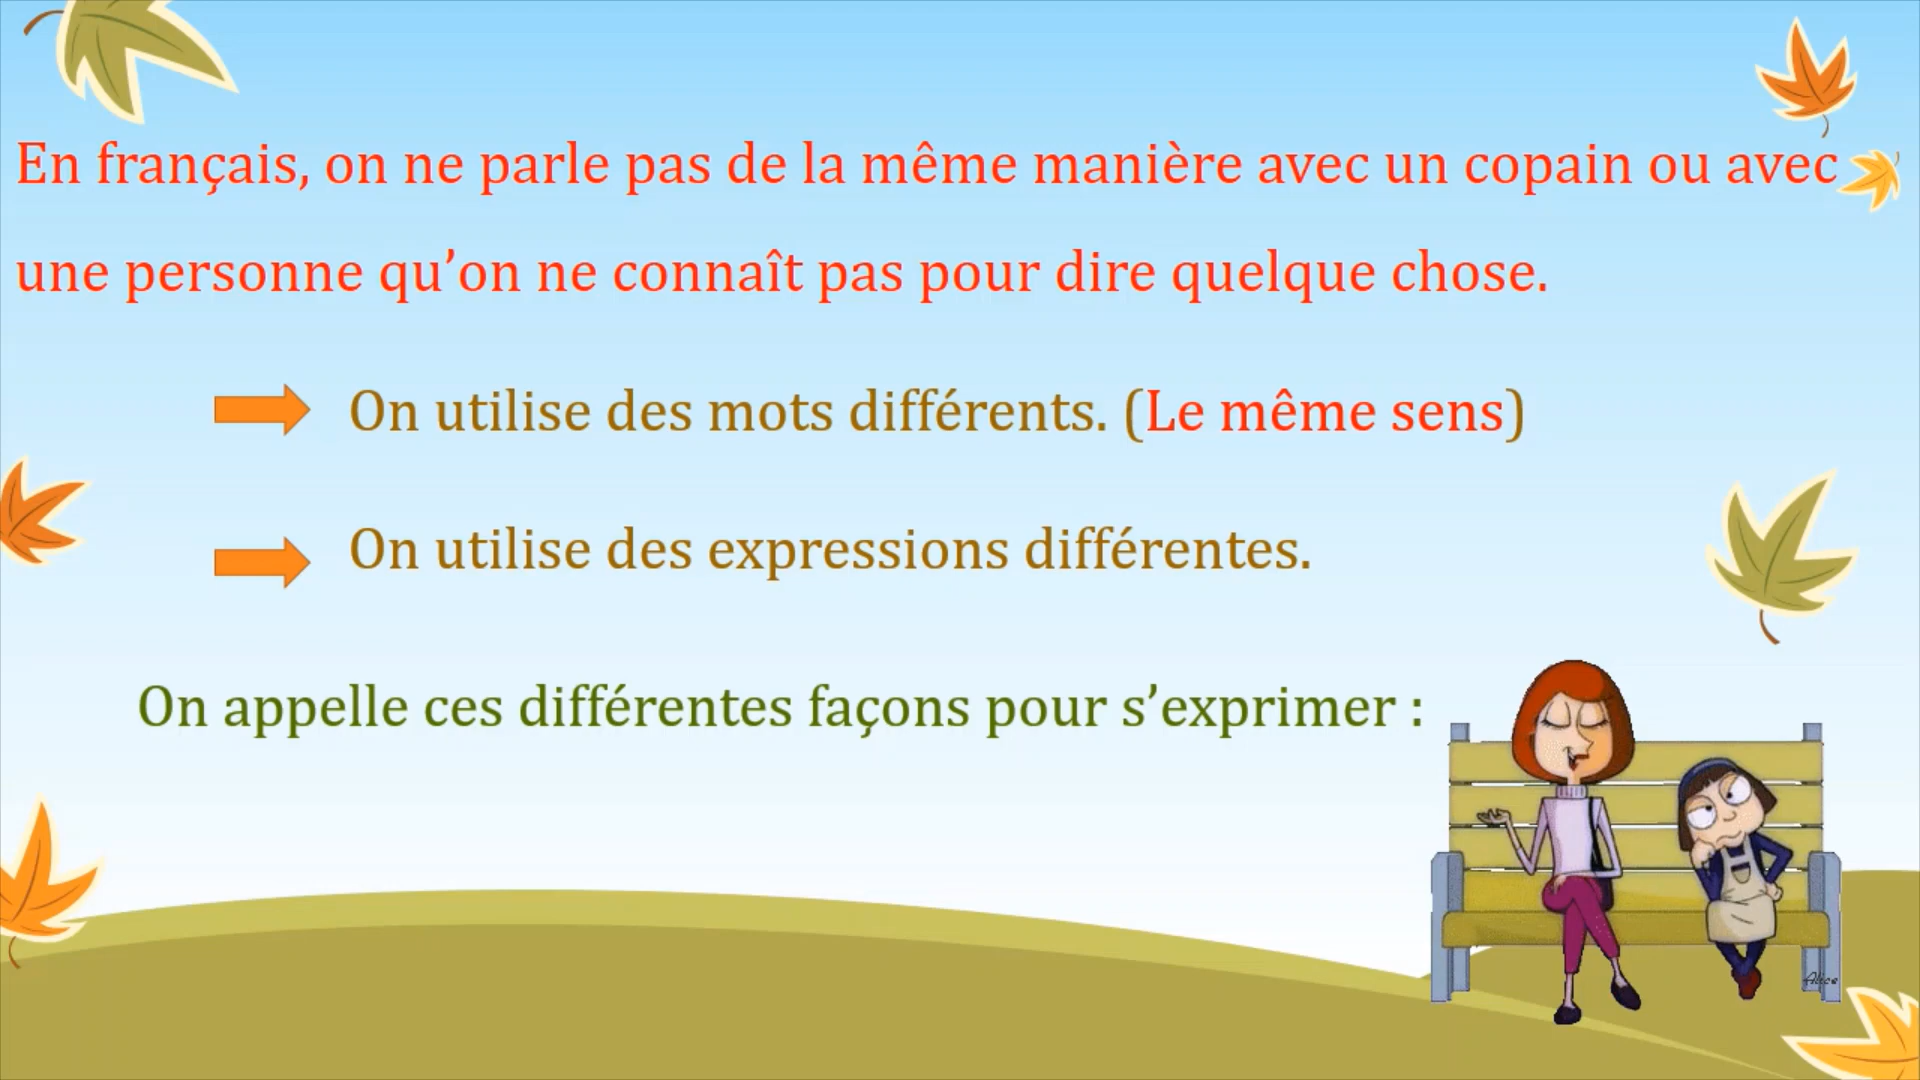 En français, on ne parle pas de la même manière avec un copain ou avec
une personne qu’on ne connaît pas pour dire quelque chose.
On utilise des mots différents. (Le même sens)
On utilise des expressions différentes.
On appelle ces différentes façons pour s’exprimer :
Alice